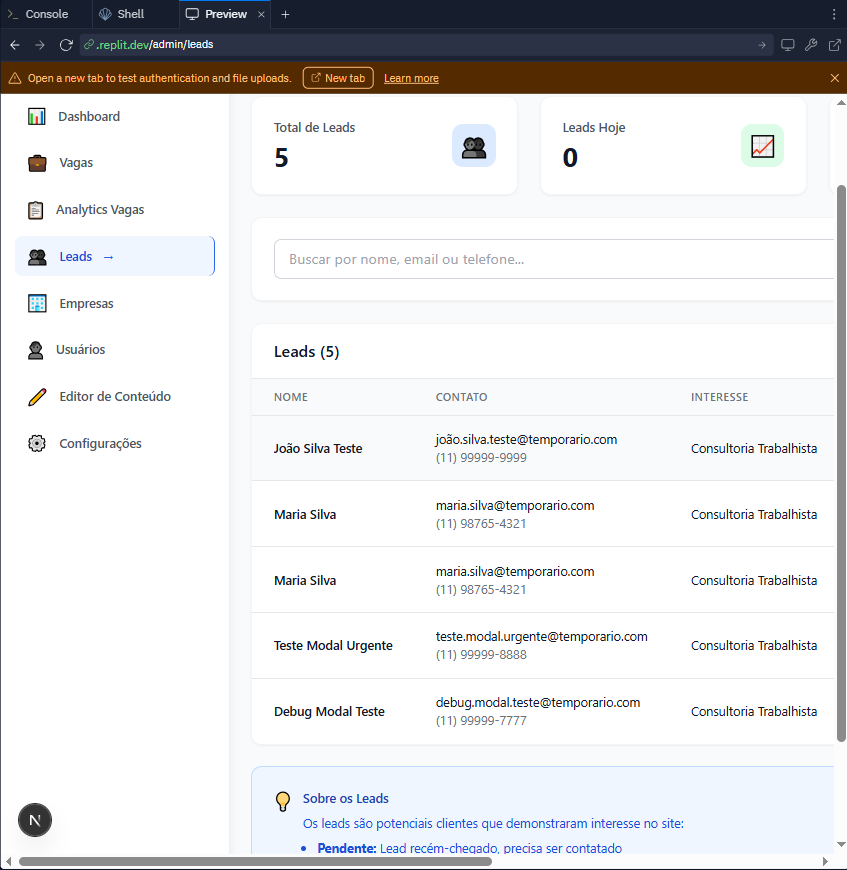 Console
Shell
Preview
.replit.dev/admin/leads
Open a new tab to test authentication and file uploads.
New tab
Learn more
Dashboard
Vagas
Analytics Vagas
Leads →
Empresas
Usuários
Editor de Conteúdo
Configurações
N
Total de Leads
5
Leads Hoje
0
Buscar por nome, email ou telefone...
Leads (5)
NOME CONTATO INTERESSE
João Silva Teste
joão.silva.teste@temporario.com
(11) 99999-9999
Consultoria Trabalhista
Maria Silva
maria.silva@temporario.com
(11) 98765-4321
Consultoria Trabalhista
Maria Silva
maria.silva@temporario.com
(11) 98765-4321
Consultoria Trabalhista
Teste Modal Urgente
teste.modal.urgente@temporario.com
(11) 99999-8888
Consultoria Trabalhista
Debug Modal Teste
debug.modal.teste@temporario.com
(11) 99999-7777
Consultoria Trabalhista
Sobre os Leads
Os leads são potenciais clientes que demonstraram interesse no site:
• Pendente: Lead recém-chegado, precisa ser contatado